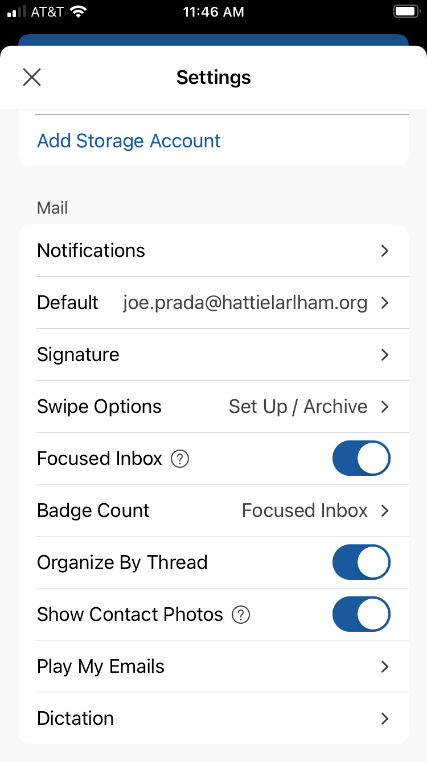 AT&T 11:46 AM
Settings
Add Storage Account
Mail
Notifications
Default joe.prada@hattielarlham.org
Signature
Swipe Options Set Up / Archive
Focused Inbox ?
Badge Count Focused Inbox
Organize By Thread
Show Contact Photos ?
Play My Emails
Dictation